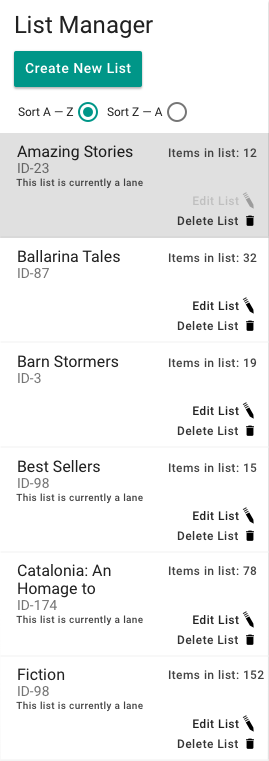 List Manager
Create New List
Sort A — Z Sort Z — A
Amazing Stories Items in list: 12
ID-23
This list is currently a lane
Edit List
Delete List
Ballarina Tales Items in list: 32
ID-87
Edit List
Delete List
Barn Stormers Items in list: 19
ID-3
Edit List
Delete List
Best Sellers Items in list: 15
ID-98
This list is currently a lane
Edit List
Delete List
Catalonia: An Items in list: 78
Homage to
ID-174
This list is currently a lane
Edit List
Delete List
Fiction Items in list: 152
ID-98
This list is currently a lane
Edit List
Delete List